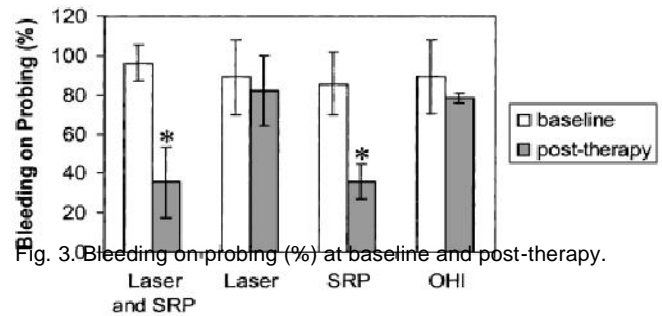 Bleeding on Probing (%)
120
100
80
60
40
20
0
*
*
Laser
and SRP
Laser
SRP
OHI
baseline
post-therapy
Fig. 3. Bleeding on probing (%) at baseline and post-therapy.